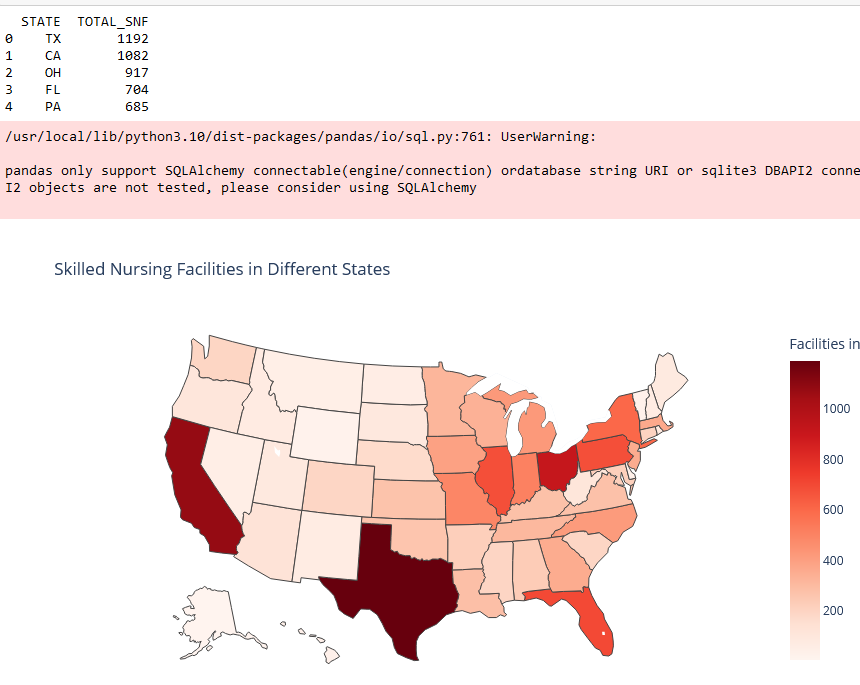 STATE TOTAL_SNF
0 TX 1192
1 CA 1082
2 OH 917
3 FL 704
4 PA 685
/usr/local/lib/python3.10/dist-packages/pandas/io/sql.py:761: UserWarning:
pandas only support SQLAlchemy connectable(engine/connection) ordatabase string URI or sqlite3 DBAPI2 conne
I2 objects are not tested, please consider using SQLAlchemy
Skilled Nursing Facilities in Different States
Facilities in
1000
800
600
400
200